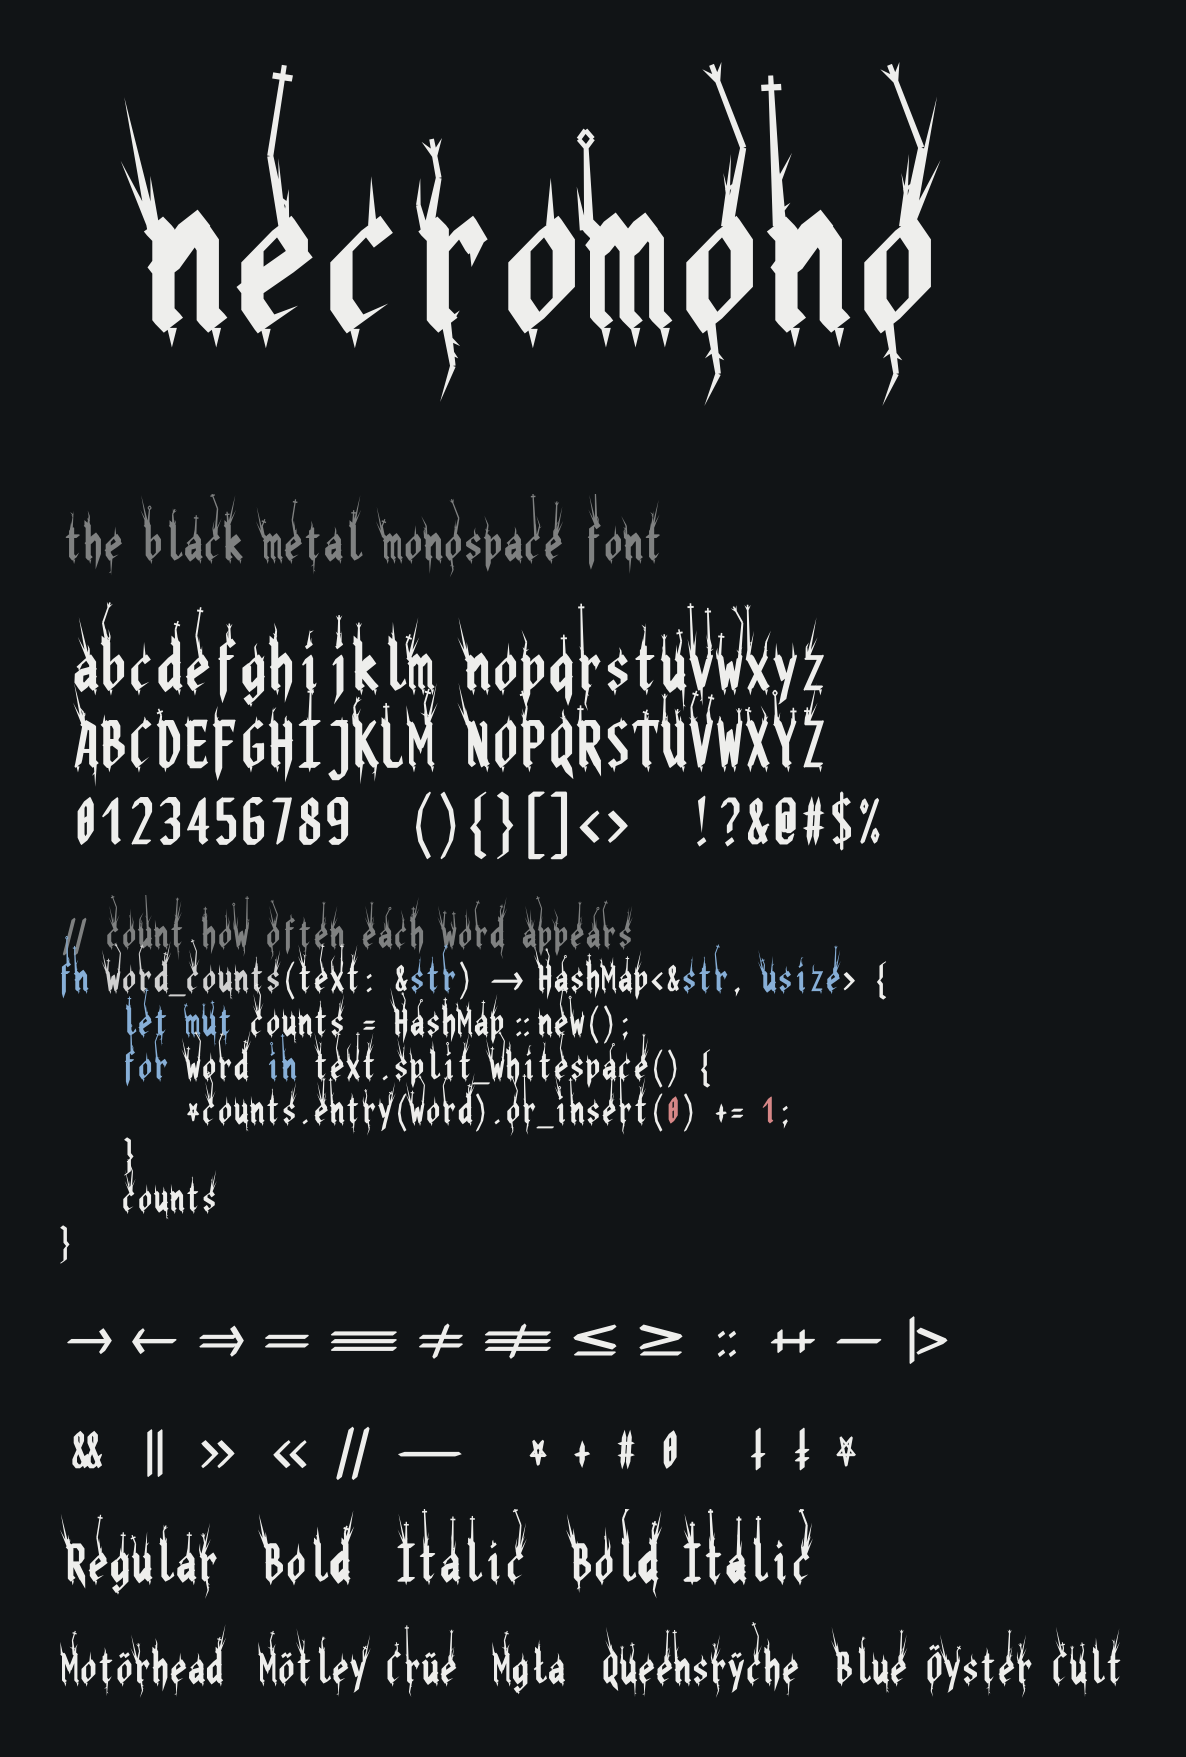 necromono
the black metal monospace font
abcdefghijklm nopqrstuvwxyz
ABCDEFGHIJKLM NOPQRSTUVWXYZ
0123456789 (){}[]<> !?&@#$%
// count how often each word appears
fn word_counts(text: &str) → HashMap<&str, usize> {
let mut counts = HashMap::new();
for word in text.split_whitespace() {
*counts.entry(word).or_insert(0) += 1;
}
counts
}
→ ← ⇒ = ≡ ≠ ≢ ≤ ≥ :: ++ — |>
&& || >> << // — * + # 0
Regular Bold Italic Bold Italic
Motörhead Mötley Crüe Mgła Queensrÿche Blue Öyster Cult